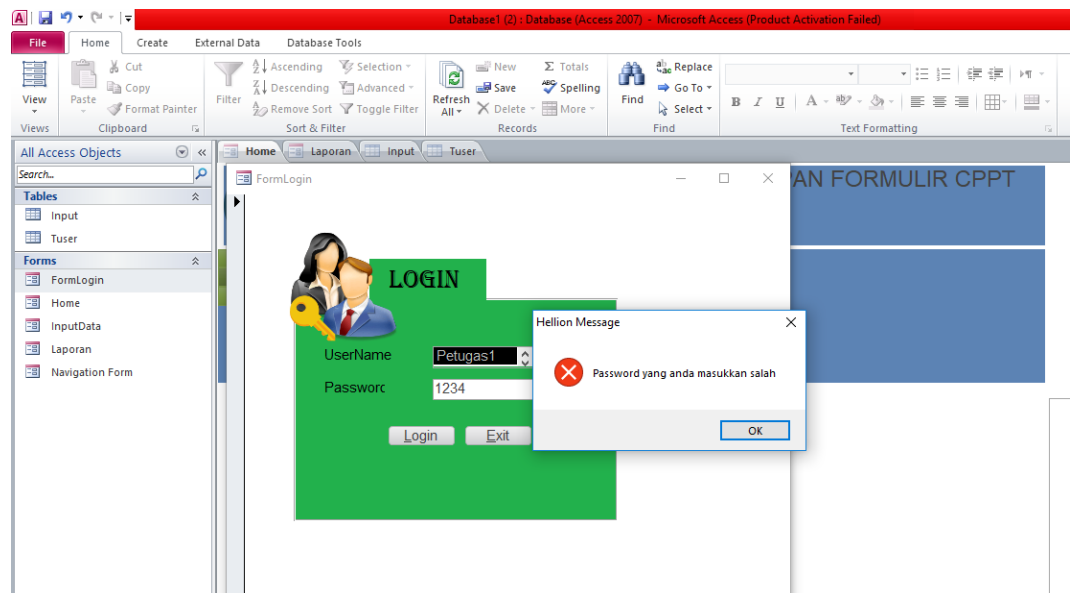 Database1 (2) : Database (Access 2007) - Microsoft Access (Product Activation Failed)
File Home Create External Data Database Tools
View
Views
Paste
Cut
Copy
Format Painter
Clipboard
Filter
Ascending
Descending
Remove Sort
Selection
Advanced
Toggle Filter
Sort & Filter
Refresh
All
New
Save
Delete
Totals
Spelling
More
Records
Find
Replace
Go To
Select
Find
B I U A
Text Formatting
All Access Objects
Search...
Tables
Input
Tuser
Forms
FormLogin
Home
InputData
Laporan
Navigation Form
Home Laporan Input Tuser
AN FORMULIR CPPT
FormLogin
LOGIN
UserName Petugas1
Passworc 1234
Login Exit
Hellion Message
Password yang anda masukkan salah
OK